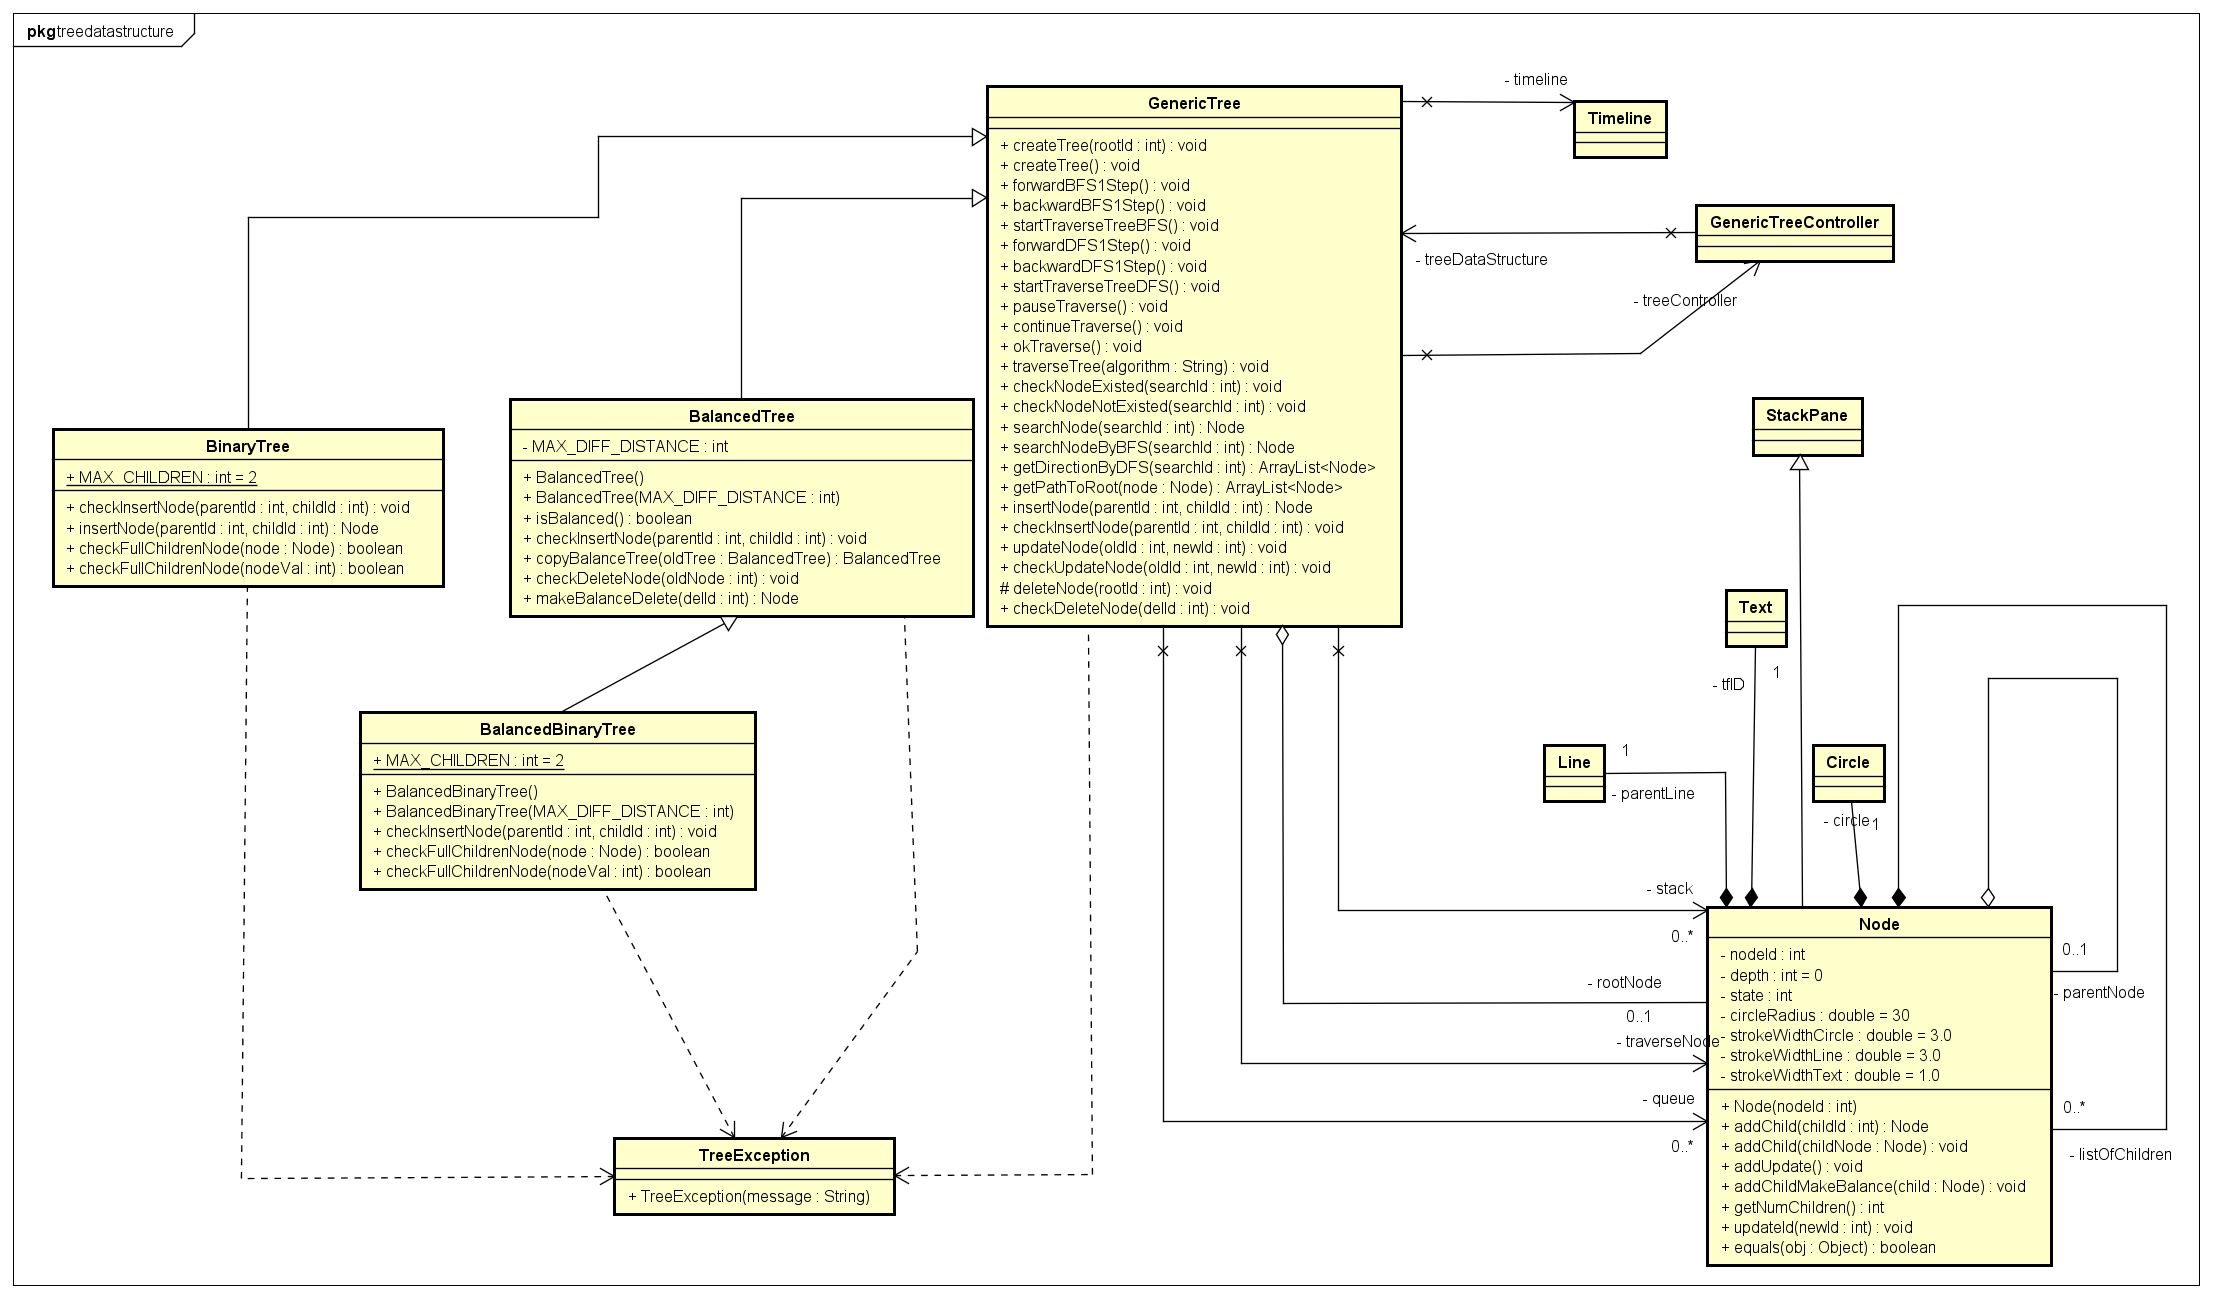 pkg treedatastructure
GenericTree
+ createTree(rootId : int) : void
+ createTree() : void
+ forwardBFS1Step() : void
+ backwardBFS1Step() : void
+ startTraverseTreeBFS() : void
+ forwardDFS1Step() : void
+ backwardDFS1Step() : void
+ startTraverseTreeDFS() : void
+ pauseTraverse() : void
+ continueTraverse() : void
+ okTraverse() : void
+ traverseTree(algorithm : String) : void
+ checkNodeExisted(searchId : int) : void
+ checkNodeNotExisted(searchId : int) : void
+ searchNode(searchId : int) : Node
+ searchNodeByBFS(searchId : int) : Node
+ getDirectionByDFS(searchId : int) : ArrayList<Node>
+ getPathToRoot(node : Node) : ArrayList<Node>
+ insertNode(parentId : int, childId : int) : Node
+ checkInsertNode(parentId : int, childId : int) : void
+ updateNode(oldId : int, newId : int) : void
+ checkUpdateNode(oldId : int, newId : int) : void
# deleteNode(rootId : int) : void
+ checkDeleteNode(delId : int) : void
- timeline
Timeline
GenericTreeController
- treeDataStructure
- treeController
StackPane
Text
1
- tfID
Line
1
- parentLine
Circle
- circle
1
BinaryTree
+ MAX_CHILDREN : int = 2
+ checkInsertNode(parentId : int, childId : int) : void
+ insertNode(parentId : int, childId : int) : Node
+ checkFullChildrenNode(node : Node) : boolean
+ checkFullChildrenNode(nodeVal : int) : boolean
BalancedTree
- MAX_DIFF_DISTANCE : int
+ BalancedTree()
+ BalancedTree(MAX_DIFF_DISTANCE : int)
+ isBalanced() : boolean
+ checkInsertNode(parentId : int, childId : int) : void
+ copyBalanceTree(oldTree : BalancedTree) : BalancedTree
+ checkDeleteNode(oldNode : int) : void
+ makeBalanceDelete(delId : int) : Node
BalancedBinaryTree
+ MAX_CHILDREN : int = 2
+ BalancedBinaryTree()
+ BalancedBinaryTree(MAX_DIFF_DISTANCE : int)
+ checkInsertNode(parentId : int, childId : int) : void
+ checkFullChildrenNode(node : Node) : boolean
+ checkFullChildrenNode(nodeVal : int) : boolean
- stack
0..*
- rootNode
0..1
- traverseNode
- queue
0..*
Node
- nodeId : int
- depth : int = 0
- state : int
- circleRadius : double = 30
- strokeWidthCircle : double = 3.0
- strokeWidthLine : double = 3.0
- strokeWidthText : double = 1.0
+ Node(nodeId : int)
+ addChild(childId : int) : Node
+ addChild(childNode : Node) : void
+ addUpdate() : void
+ addChildMakeBalance(child : Node) : void
+ getNumChildren() : int
+ updateId(newId : int) : void
+ equals(obj : Object) : boolean
0..1
- parentNode
0..*
- listOfChildren
TreeException
+ TreeException(message : String)